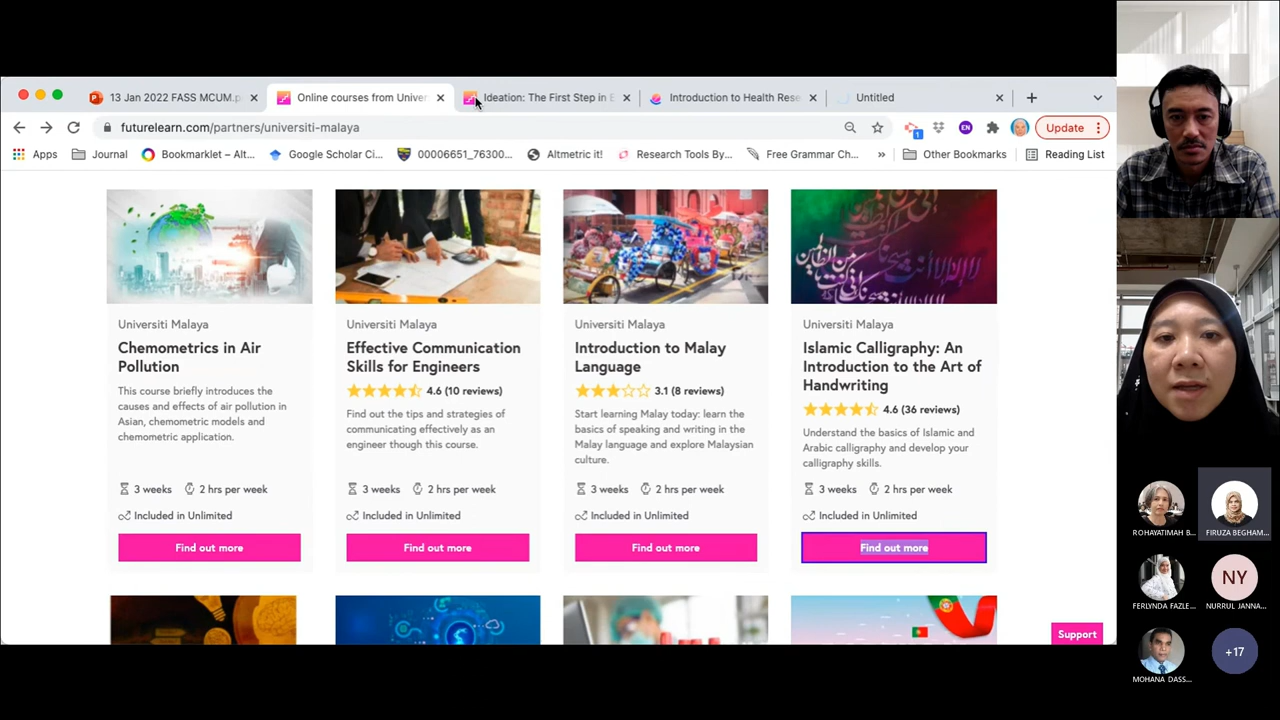 13 Jan 2022 FASS MCUM.p
Online courses from Univer
Ideation: The First Step in E
Introduction to Health Rese
Untitled
futurelearn.com/partners/universiti-malaya
1
EN
Update
Apps
Journal
Bookmarklet – Alt...
Google Scholar Ci...
00006651_76300...
Altmetric it!
Research Tools By...
Free Grammar Ch...
»
Other Bookmarks
Reading List
Universiti Malaya
Chemometrics in Air
Pollution
This course briefly introduces the
causes and effects of air pollution in
Asian, chemometric models and
chemometric application.
3 weeks
2 hrs per week
Included in Unlimited
Find out more
Universiti Malaya
Effective Communication
Skills for Engineers
4.6 (10 reviews)
Find out the tips and strategies of
communicating effectively as an
engineer though this course.
3 weeks
2 hrs per week
Included in Unlimited
Find out more
Universiti Malaya
Introduction to Malay
Language
3.1 (8 reviews)
Start learning Malay today: learn the
basics of speaking and writing in the
Malay language and explore Malaysian
culture.
3 weeks
2 hrs per week
Included in Unlimited
Find out more
Universiti Malaya
Islamic Calligraphy: An
Introduction to the Art of
Handwriting
4.6 (36 reviews)
Understand the basics of Islamic and
Arabic calligraphy and develop your
calligraphy skills.
3 weeks
2 hrs per week
Included in Unlimited
Find out more
Support
ROHAYATIMAH B...
FIRUZA BEGHAM...
FERLYNDA FAZLE...
NY
NURRUL JANNA...
MOHANA DASS...
+17